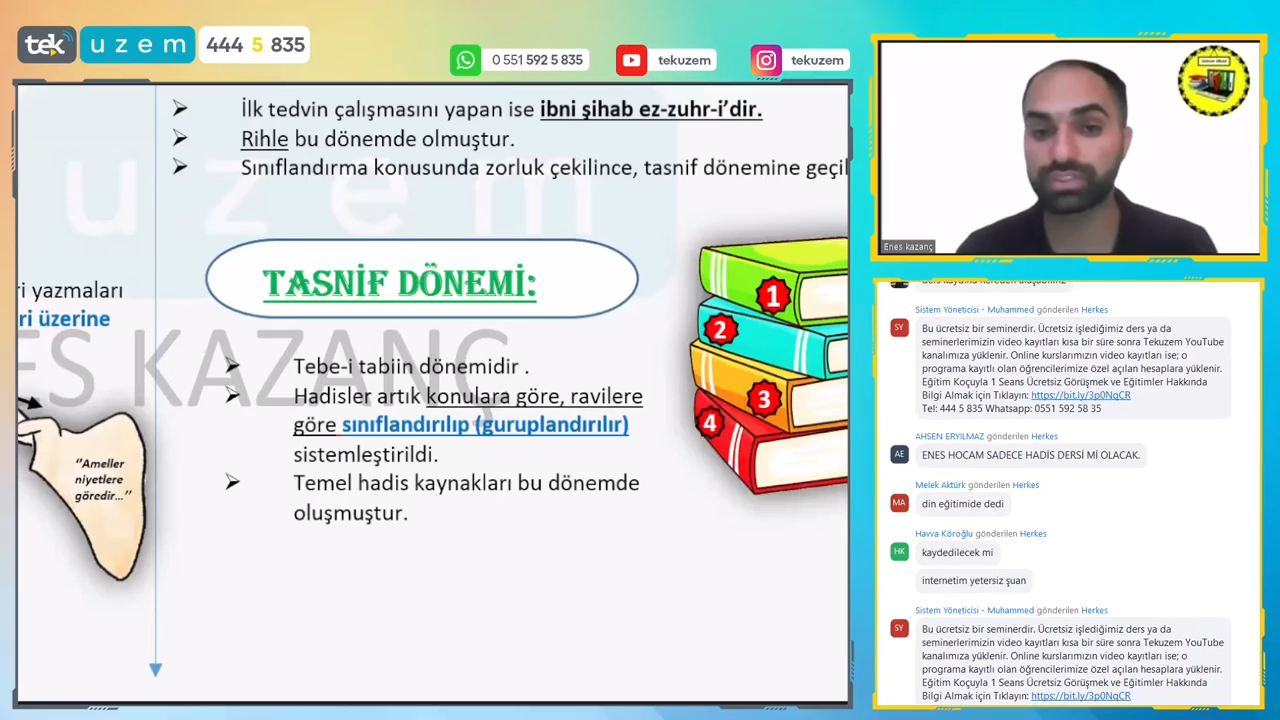 tek
uzem
444 5 835
0 551 592 5 835
tekuzem
tekuzem
İlk tedvin çalışmasını yapan ise ibni şihab ez-zuhr-i’dir.
Rihle bu dönemde olmuştur.
Sınıflandırma konusunda zorluk çekilince, tasnif dönemine geçil
uzem
TASNİF DÖNEMİ:
ri yazmaları
ri üzerine
ES KAZANÇ
Tebe-i tabiin dönemidir .
Hadisler artık konulara göre, ravilere
göre sınıflandırılıp (guruplandırılır)
sistemleştirildi.
Temel hadis kaynakları bu dönemde
oluşmuştur.
‘’Ameller
niyetlere
göredir...’’
1
2
3
4
Enes kazanç
Sistem Yöneticisi - Muhammed gönderilen Herkes
SY
Bu ücretsiz bir seminerdir. Ücretsiz işlediğimiz ders ya da
seminerlerimizin video kayıtları kısa bir süre sonra Tekuzem YouTube
kanalımıza yüklenir. Online kurslarımızın video kayıtları ise; o
programa kayıtlı olan öğrencilerimize özel açılan hesaplara yüklenir.
Eğitim Koçuyla 1 Seans Ücretsiz Görüşmek ve Eğitimler Hakkında
Bilgi Almak için Tıklayın: https://bit.ly/3p0NqCR
Tel: 444 5 835 Whatsapp: 0551 592 58 35
AHSEN ERYILMAZ gönderilen Herkes
AE
ENES HOCAM SADECE HADİS DERSİ Mİ OLACAK.
Melek Aktürk gönderilen Herkes
MA
din eğitimide dedi
Havva Köroğlu gönderilen Herkes
HK
kaydedilecek mi
internetim yetersiz şuan
Sistem Yöneticisi - Muhammed gönderilen Herkes
SY
Bu ücretsiz bir seminerdir. Ücretsiz işlediğimiz ders ya da
seminerlerimizin video kayıtları kısa bir süre sonra Tekuzem YouTube
kanalımıza yüklenir. Online kurslarımızın video kayıtları ise; o
programa kayıtlı olan öğrencilerimize özel açılan hesaplara yüklenir.
Eğitim Koçuyla 1 Seans Ücretsiz Görüşmek ve Eğitimler Hakkında
Bilgi Almak için Tıklayın: https://bit.ly/3p0NqCR